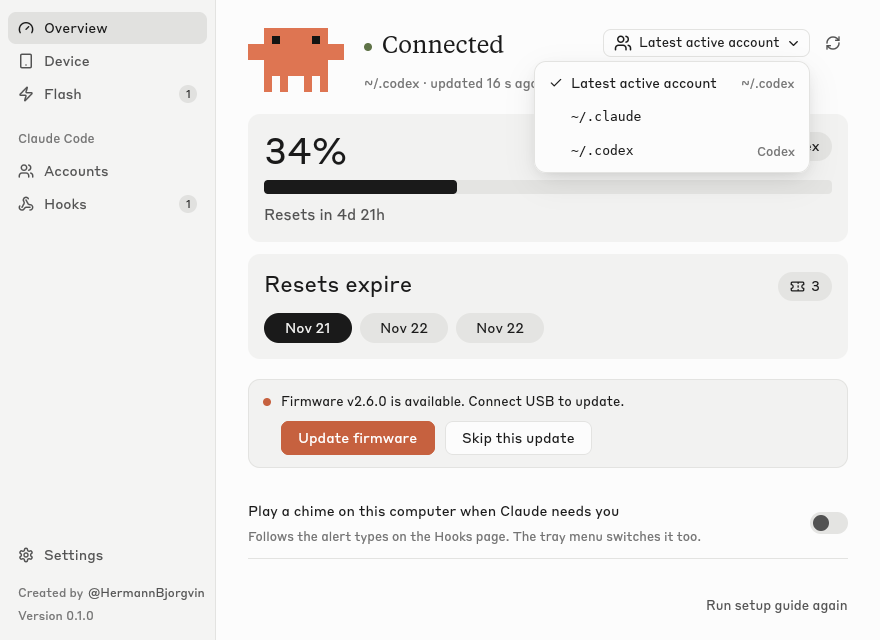 Overview
Device
Flash 1
Claude Code
Accounts
Hooks 1
Settings
Created by @HermannBjorgvin
Version 0.1.0
Connected
~/.codex · updated 16 s ago
Latest active account
Latest active account ~/.codex
~/.claude
~/.codex Codex
34%
Resets in 4d 21h
Resets expire
3
Nov 21 Nov 22 Nov 22
Firmware v2.6.0 is available. Connect USB to update.
Update firmware Skip this update
Play a chime on this computer when Claude needs you
Follows the alert types on the Hooks page. The tray menu switches it too.
Run setup guide again